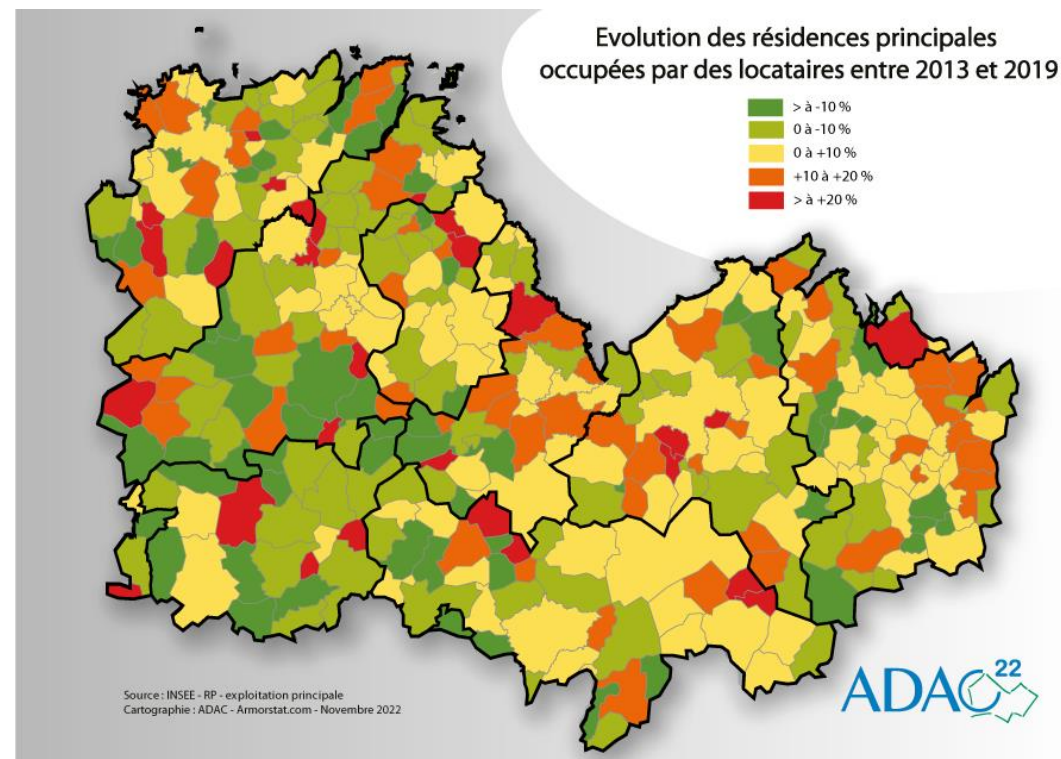 Evolution des résidences principales
occupées par des locataires entre 2013 et 2019
> à -10 %
0 à -10 %
0 à +10 %
+10 à +20 %
> à +20 %
Source : INSEE - RP - exploitation principale
Cartographie : ADAC - Armorstat.com - Novembre 2022
ADAC 22